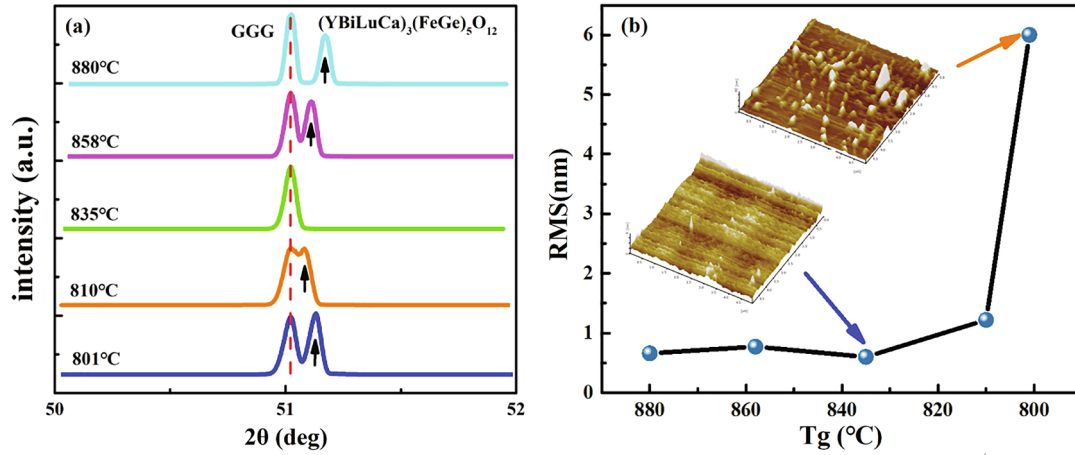 (a)
GGG
(YBiLuCa)₃(FeGe)₅O₁₂
880℃
858℃
835℃
810℃
801℃
intensity (a.u.)
50
51
52
2θ (deg)
(b)
6
5
4
3
2
1
0
RMS(nm)
880
860
840
820
800
Tg (℃)